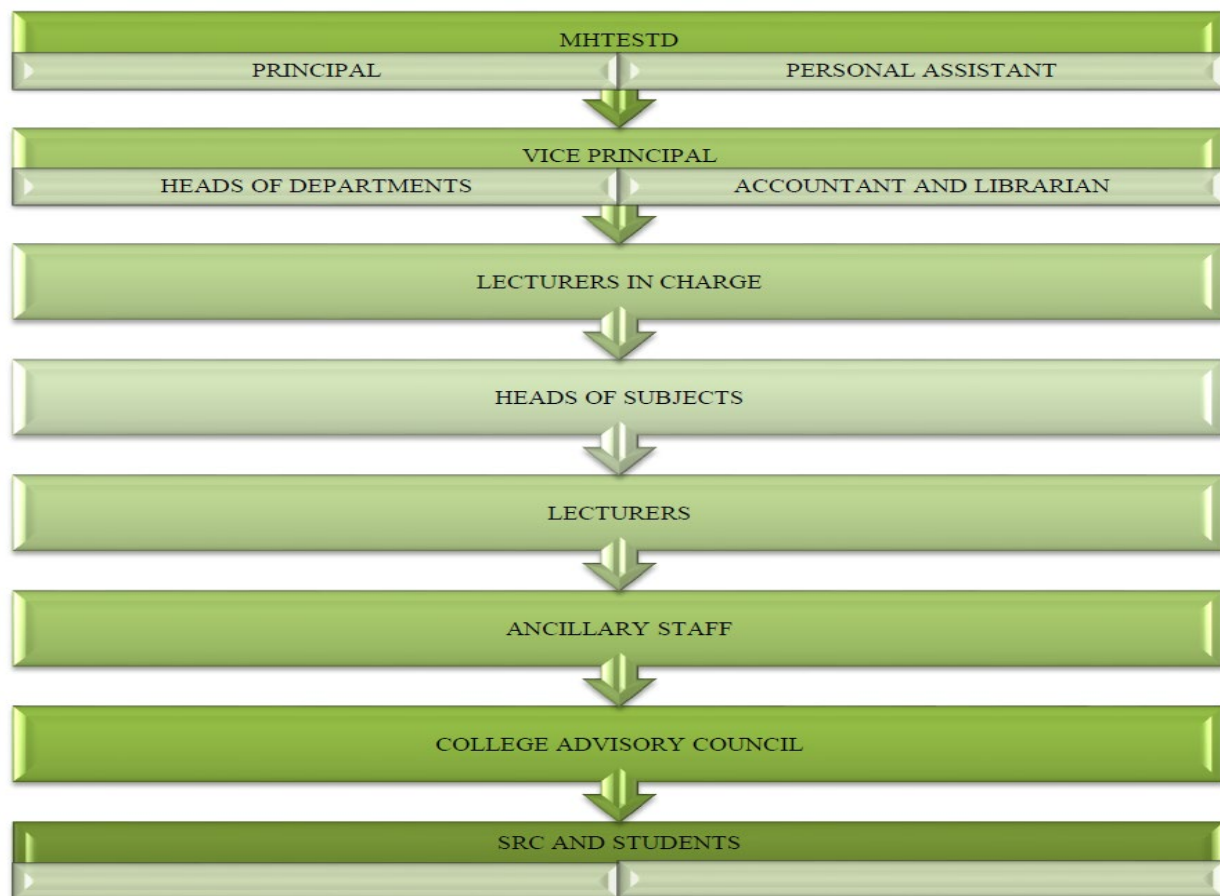 MHTESTD
PRINCIPAL
PERSONAL ASSISTANT
VICE PRINCIPAL
HEADS OF DEPARTMENTS
ACCOUNTANT AND LIBRARIAN
LECTURERS IN CHARGE
HEADS OF SUBJECTS
LECTURERS
ANCILLARY STAFF
COLLEGE ADVISORY COUNCIL
SRC AND STUDENTS